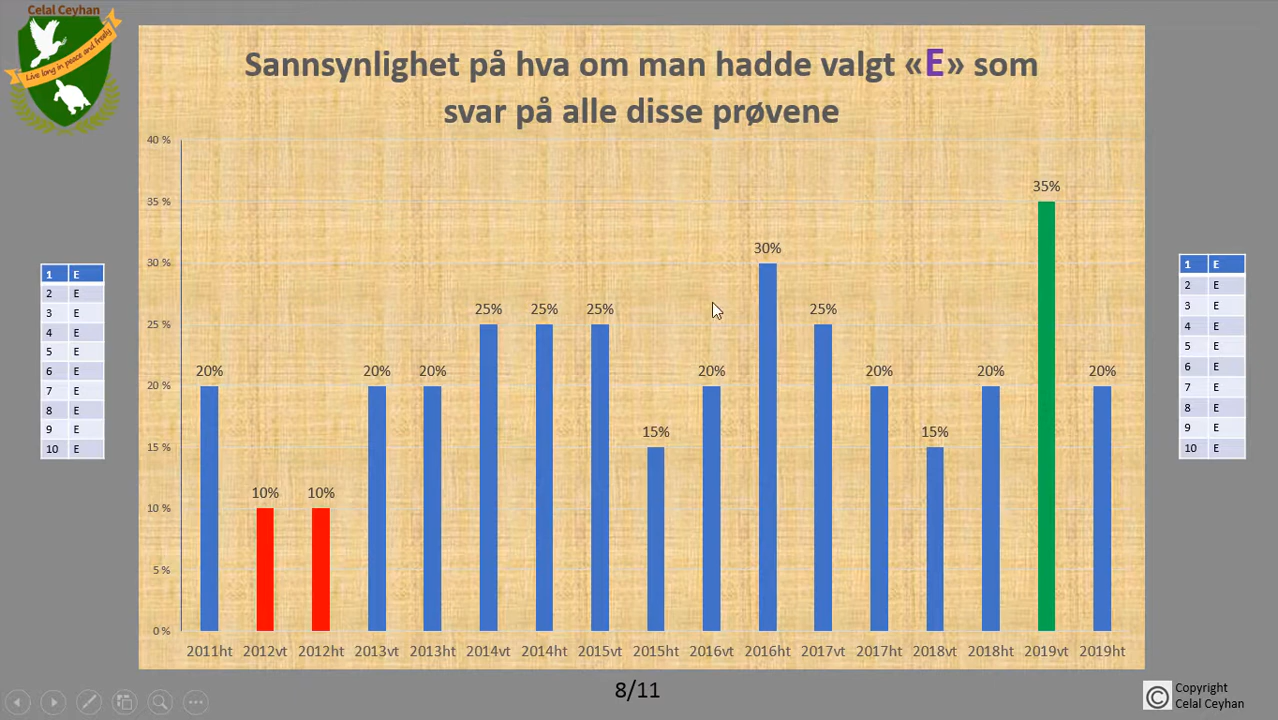 Celal Ceyhan
Live long in peace and freely
Sannsynlighet på hva om man hadde valgt «E» som
svar på alle disse prøvene
40 %
35 %
30 %
25 %
20 %
15 %
10 %
5 %
0 %
20%
10%
10%
20%
20%
25%
25%
25%
15%
20%
30%
25%
20%
15%
20%
35%
20%
2011ht 2012vt 2012ht 2013vt 2013ht 2014vt 2014ht 2015vt 2015ht 2016vt 2016ht 2017vt 2017ht 2018vt 2018ht 2019vt 2019ht
1 E
2 E
3 E
4 E
5 E
6 E
7 E
8 E
9 E
10 E
1 E
2 E
3 E
4 E
5 E
6 E
7 E
8 E
9 E
10 E
8/11
© Copyright
Celal Ceyhan